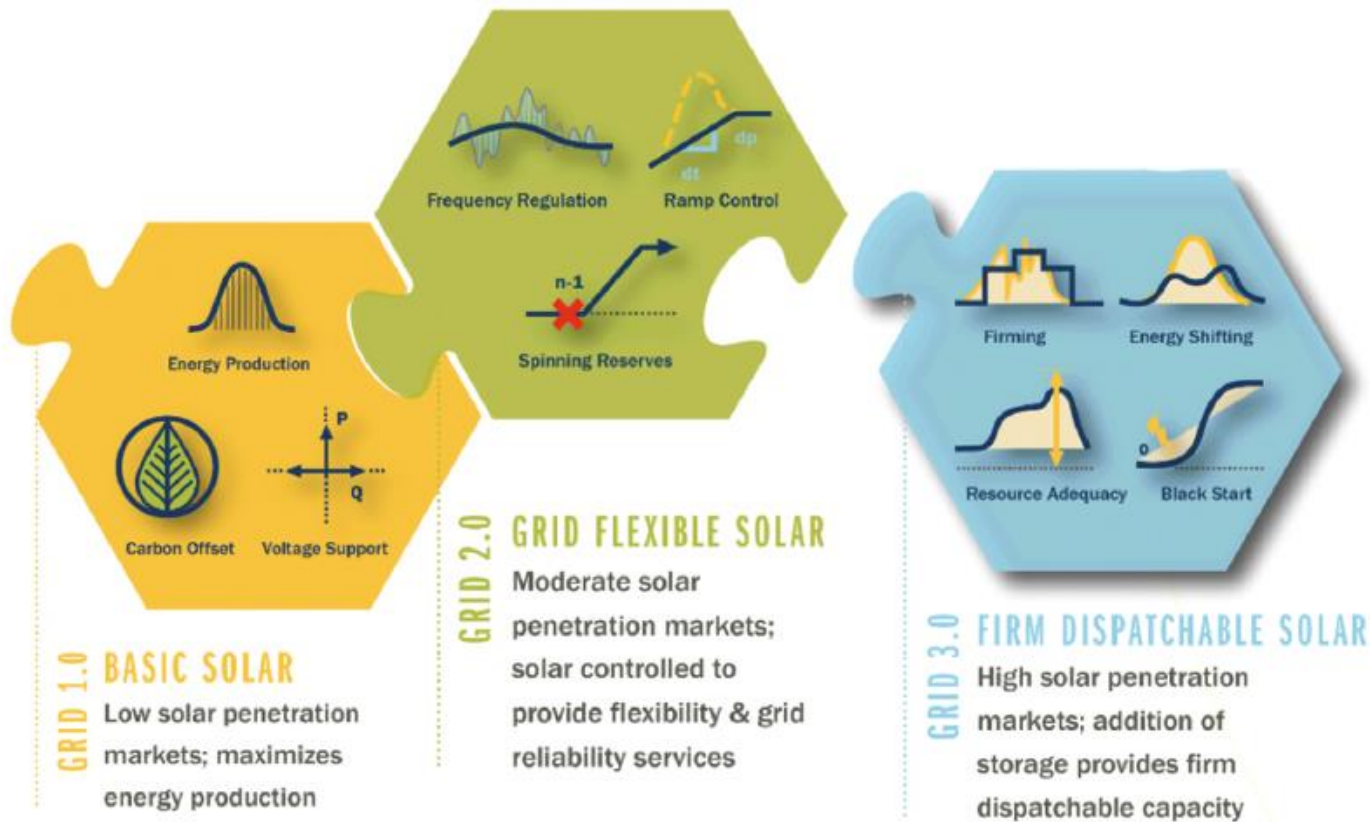 Energy Production
Carbon Offset
P
Q
Voltage Support
GRID 1.0
BASIC SOLAR
Low solar penetration
markets; maximizes
energy production
Frequency Regulation
dp
dt
Ramp Control
n-1
Spinning Reserves
GRID 2.0
GRID FLEXIBLE SOLAR
Moderate solar
penetration markets;
solar controlled to
provide flexibility & grid
reliability services
Firming
Energy Shifting
Resource Adequacy
0
Black Start
GRID 3.0
FIRM DISPATCHABLE SOLAR
High solar penetration
markets; addition of
storage provides firm
dispatchable capacity